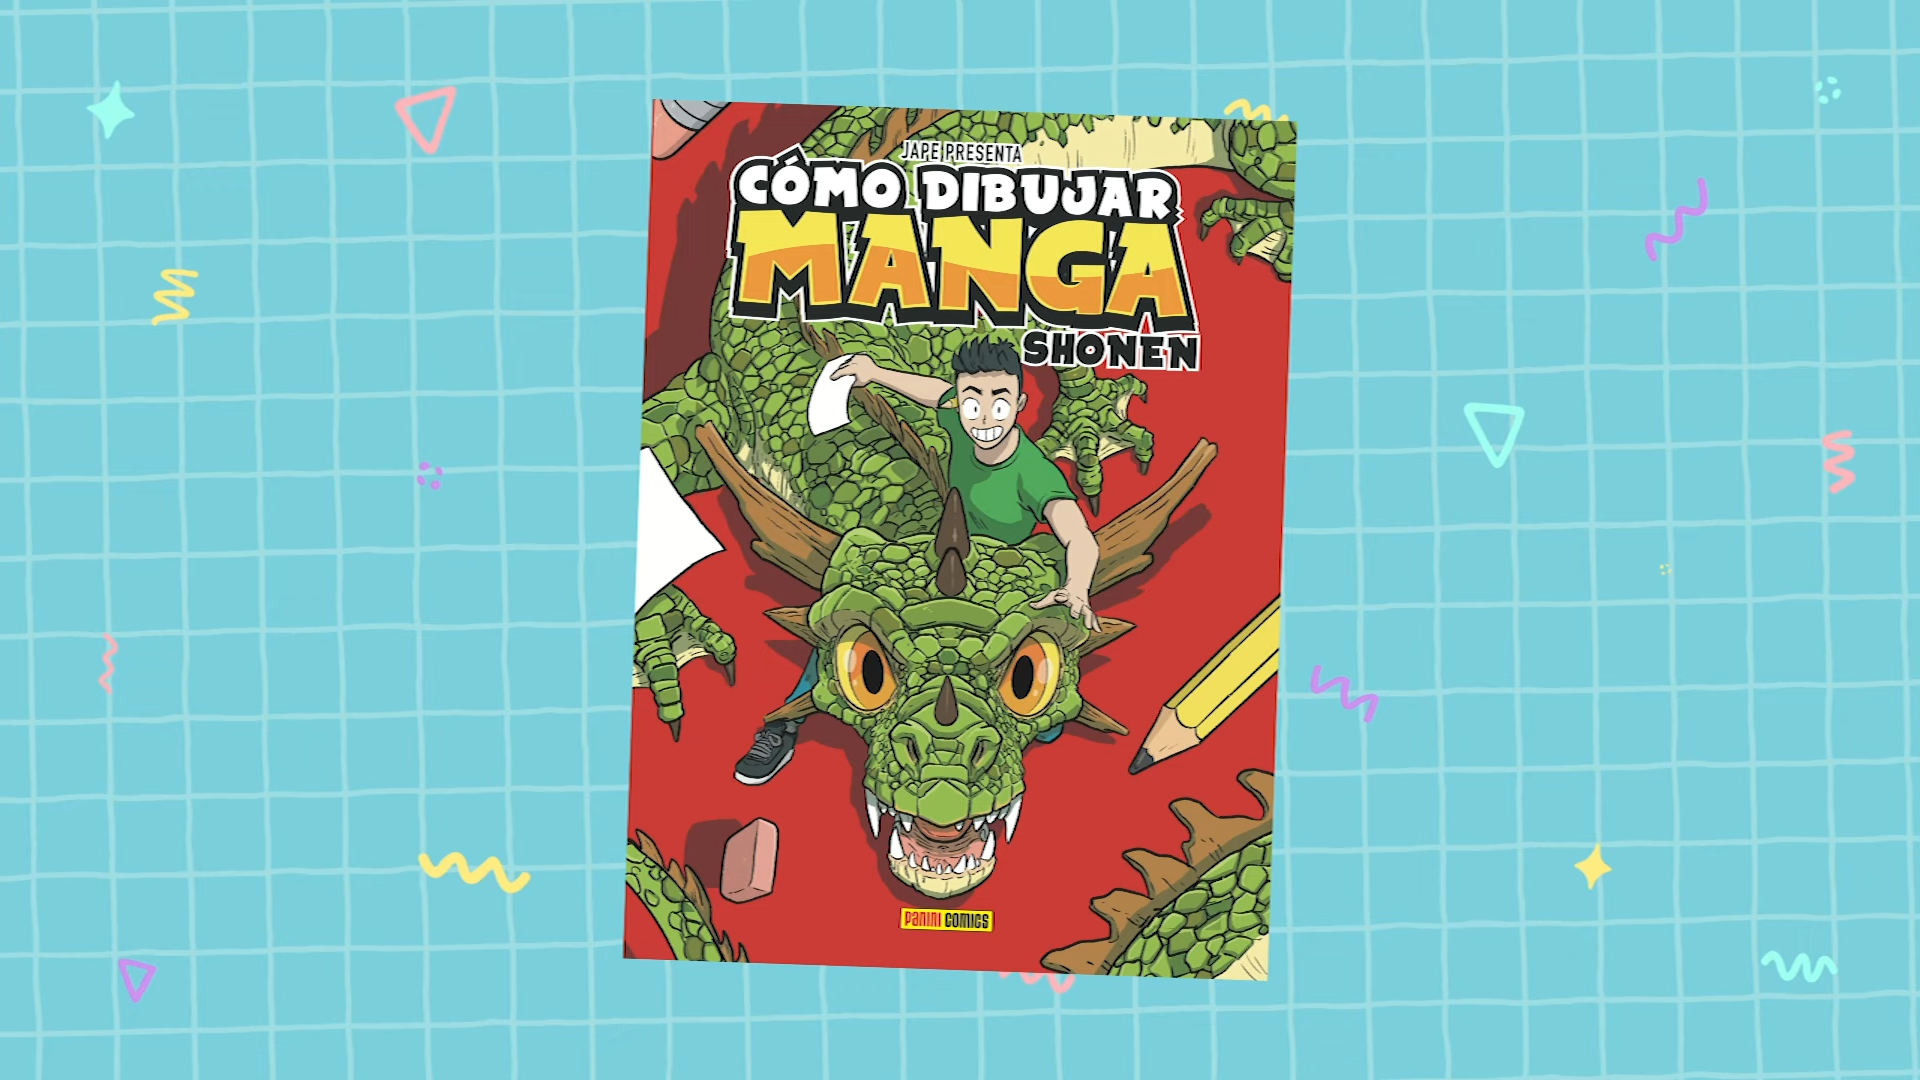 JAPE PRESENTA
CÓMO DIBUJAR
MANGA
SHONEN
PANINI COMICS